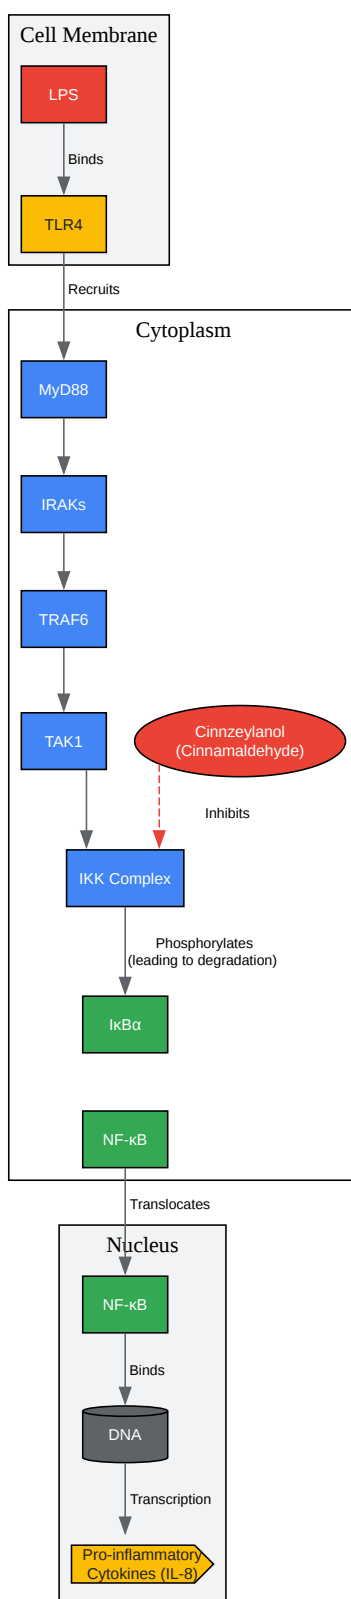 Cell Membrane
LPS
Binds
TLR4
Recruits
Cytoplasm
MyD88
IRAKs
TRAF6
TAK1
Cinnzeylanol
(Cinnamaldehyde)
Inhibits
IKK Complex
Phosphorylates
(leading to degradation)
IκBα
NF-κB
Translocates
Nucleus
NF-κB
Binds
DNA
Transcription
Pro-inflammatory
Cytokines (IL-8)